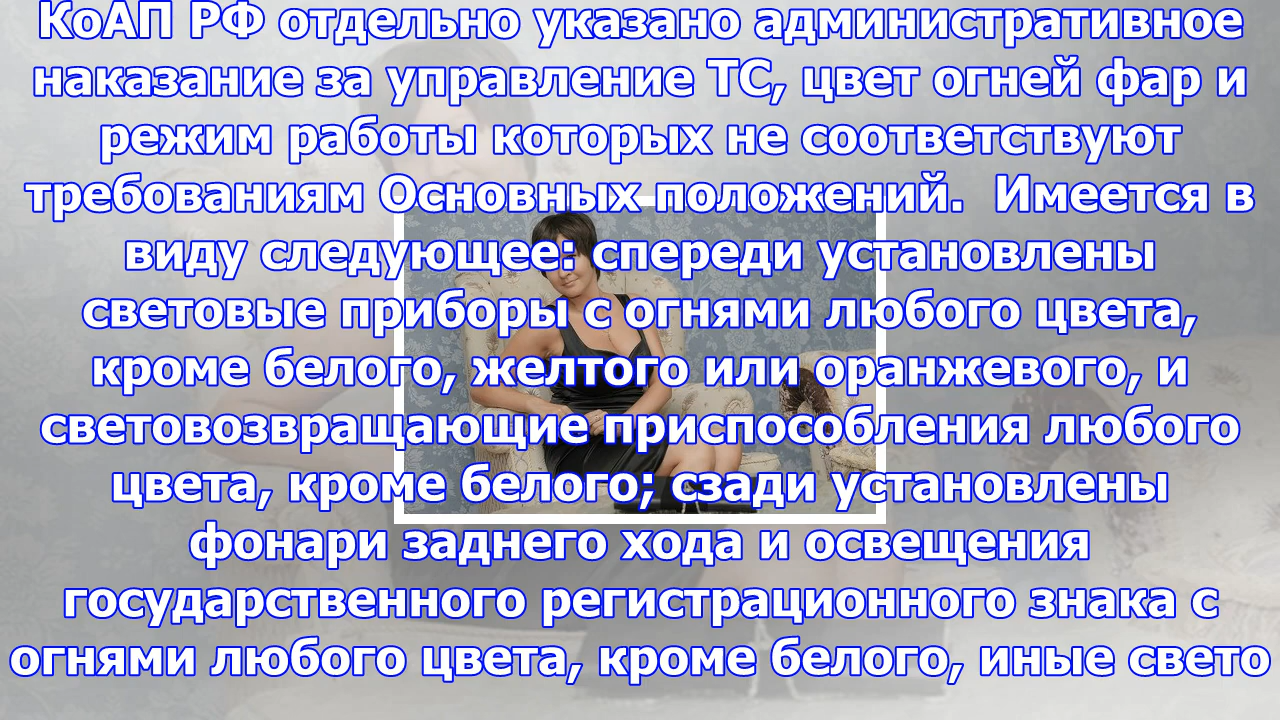 КоАП РФ отдельно указано административное
наказание за управление ТС, цвет огней фар и
режим работы которых не соответствуют
требованиям Основных положений.  Имеется в
виду следующее: спереди установлены
световые приборы с огнями любого цвета,
кроме белого, желтого или оранжевого, и
световозвращающие приспособления любого
цвета, кроме белого; сзади установлены
фонари заднего хода и освещения
государственного регистрационного знака с
огнями любого цвета, кроме белого, иные свето